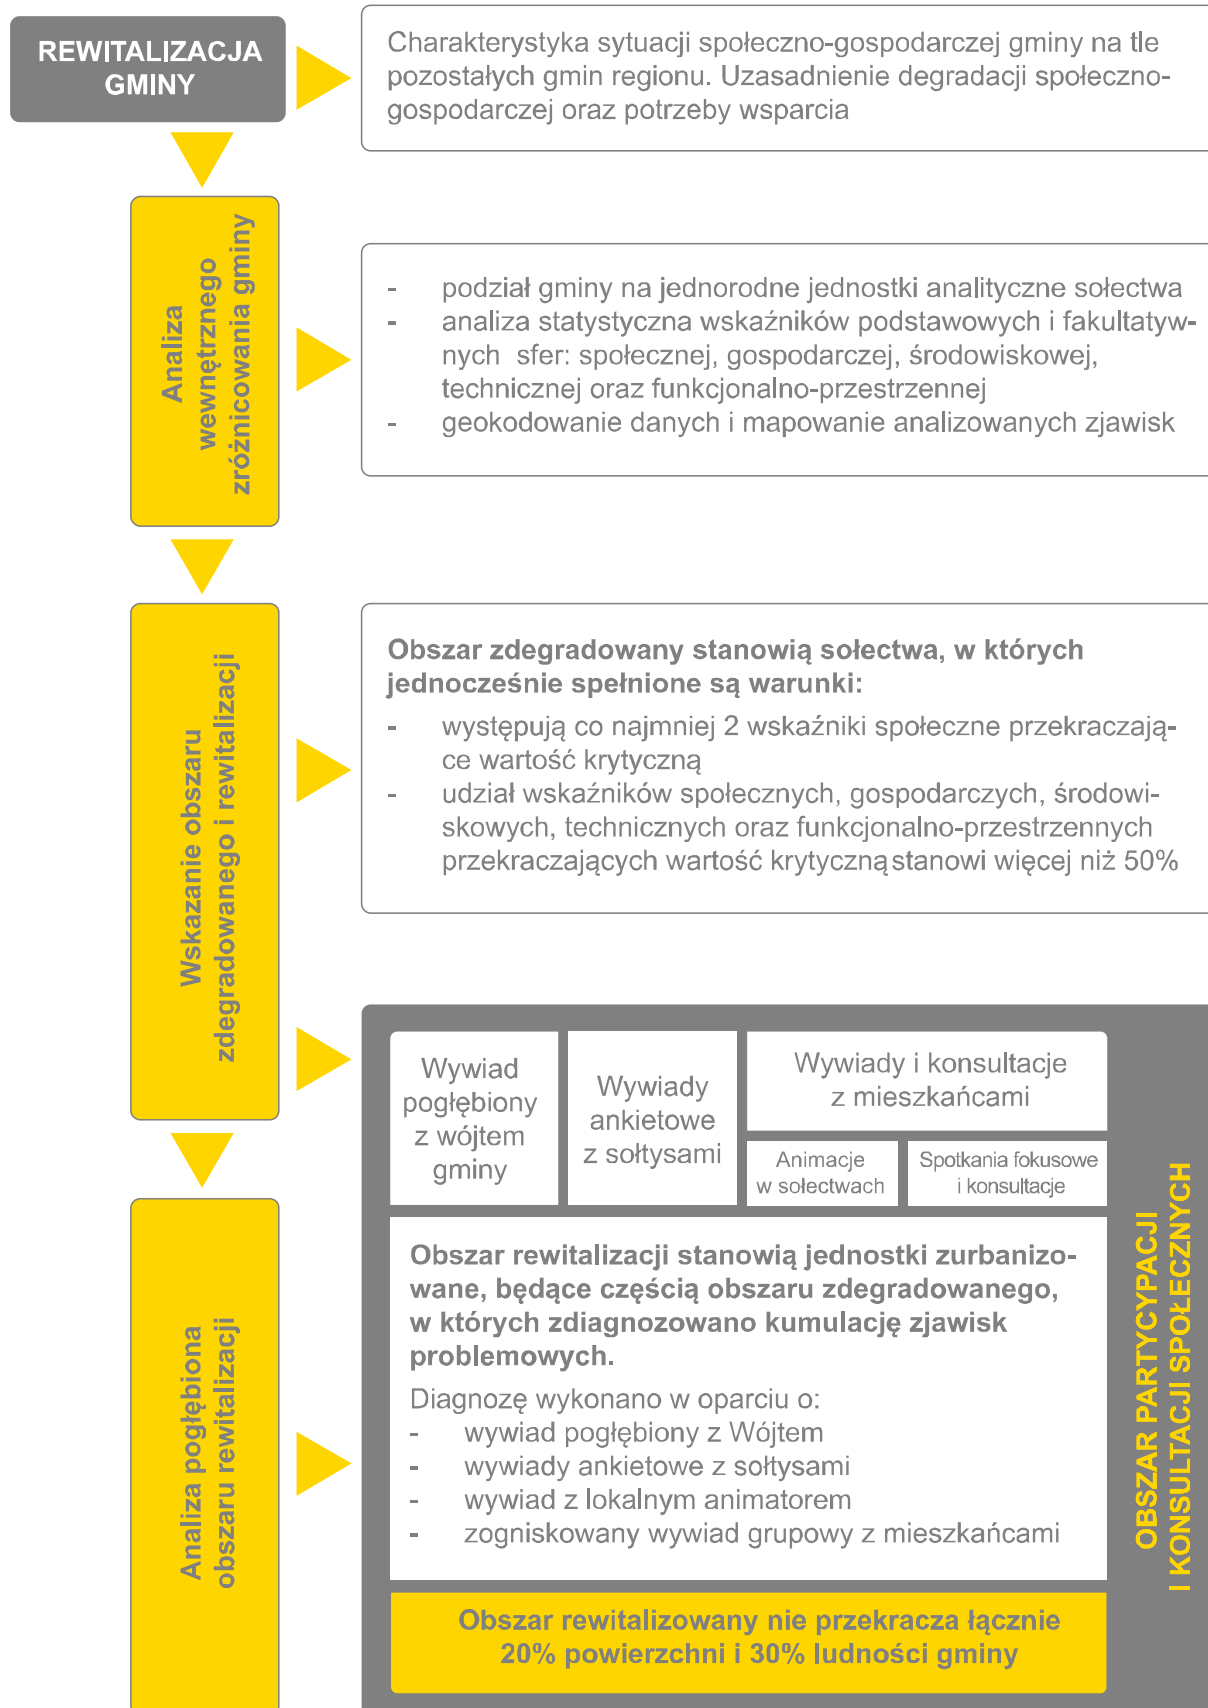 REWITALIZACJA
GMINY
Charakterystyka sytuacji społeczno-gospodarczej gminy na tle
pozostałych gmin regionu. Uzasadnienie degradacji społeczno-
gospodarczej oraz potrzeby wsparcia
Analiza
wewnętrznego
zróżnicowania gminy
- podział gminy na jednorodne jednostki analityczne sołectwa
- analiza statystyczna wskaźników podstawowych i fakultatyw-
nych sfer: społecznej, gospodarczej, środowiskowej,
technicznej oraz funkcjonalno-przestrzennej
- geokodowanie danych i mapowanie analizowanych zjawisk
Wskazanie obszaru
zdegradowanego i rewitalizacji
Obszar zdegradowany stanowią sołectwa, w których
jednocześnie spełnione są warunki:
- występują co najmniej 2 wskaźniki społeczne przekraczają-
ce wartość krytyczną
- udział wskaźników społecznych, gospodarczych, środowi-
skowych, technicznych oraz funkcjonalno-przestrzennych
przekraczających wartość krytyczną stanowi więcej niż 50%
Wywiad
pogłębiony
z wójtem
gminy
Wywiady
ankietowe
z sołtysami
Wywiady i konsultacje
z mieszkańcami
Animacje
w sołectwach
Spotkania fokusowe
i konsultacje
Analiza pogłębiona
obszaru rewitalizacji
Obszar rewitalizacji stanowią jednostki zurbanizo-
wane, będące częścią obszaru zdegradowanego,
w których zdiagnozowano kumulację zjawisk
problemowych.
Diagnozę wykonano w oparciu o:
- wywiad pogłębiony z Wójtem
- wywiady ankietowe z sołtysami
- wywiad z lokalnym animatorem
- zogniskowany wywiad grupowy z mieszkańcami
Obszar rewitalizowany nie przekracza łącznie
20% powierzchni i 30% ludności gminy
OBSZAR PARTYCYPACJI
I KONSULTACJI SPOŁECZNYCH